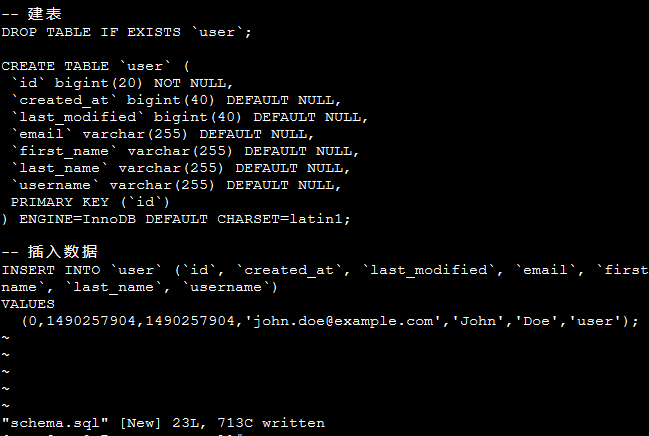 -- 建表
DROP TABLE IF EXISTS `user`;
CREATE TABLE `user` (
`id` bigint(20) NOT NULL,
`created_at` bigint(40) DEFAULT NULL,
`last_modified` bigint(40) DEFAULT NULL,
`email` varchar(255) DEFAULT NULL,
`first_name` varchar(255) DEFAULT NULL,
`last_name` varchar(255) DEFAULT NULL,
`username` varchar(255) DEFAULT NULL,
PRIMARY KEY (`id`)
) ENGINE=InnoDB DEFAULT CHARSET=latin1;
-- 插入数据
INSERT INTO `user` (`id`, `created_at`, `last_modified`, `email`, `first
name`, `last_name`, `username`)
VALUES
(0,1490257904,1490257904,'john.doe@example.com','John','Doe','user');
~
~
~
~
~
"schema.sql" [New] 23L, 713C written